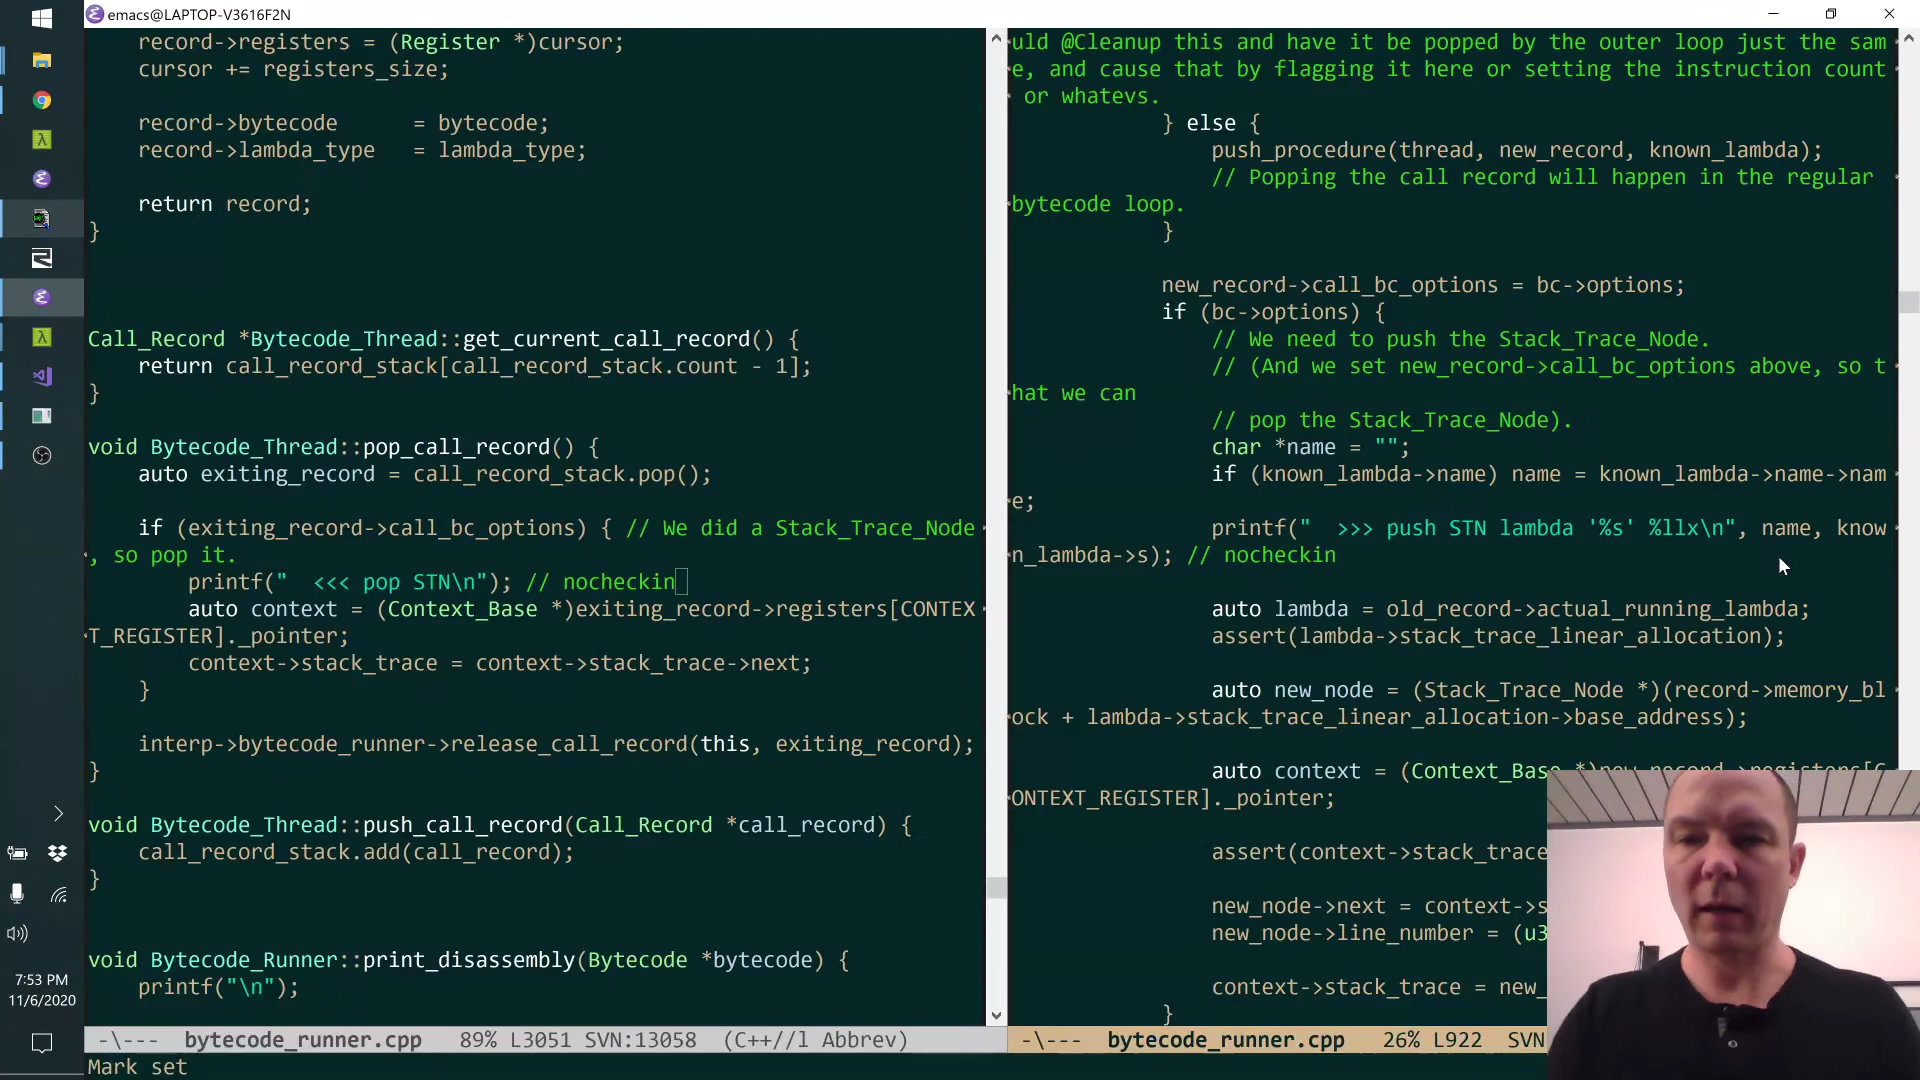 emacs@LAPTOP-V3616F2N
record->registers = (Register *)cursor;
cursor += registers_size;
record->bytecode      = bytecode;
record->lambda_type   = lambda_type;
return record;
}
Call_Record *Bytecode_Thread::get_current_call_record() {
return call_record_stack[call_record_stack.count - 1];
}
void Bytecode_Thread::pop_call_record() {
auto exiting_record = call_record_stack.pop();
if (exiting_record->call_bc_options) { // We did a Stack_Trace_Node
, so pop it.
printf("  <<< pop STN\n"); // nocheckin
auto context = (Context_Base *)exiting_record->registers[CONTEX
T_REGISTER]._pointer;
context->stack_trace = context->stack_trace->next;
}
interp->bytecode_runner->release_call_record(this, exiting_record);
}
void Bytecode_Thread::push_call_record(Call_Record *call_record) {
call_record_stack.add(call_record);
}
void Bytecode_Runner::print_disassembly(Bytecode *bytecode) {
printf("\n");
-\---  bytecode_runner.cpp   89% L3051 SVN:13058  (C++//l Abbrev)
Mark set
uld @Cleanup this and have it be popped by the outer loop just the sam
e, and cause that by flagging it here or setting the instruction count
or whatevs.
} else {
push_procedure(thread, new_record, known_lambda);
// Popping the call record will happen in the regular
bytecode loop.
}
new_record->call_bc_options = bc->options;
if (bc->options) {
// We need to push the Stack_Trace_Node.
// (And we set new_record->call_bc_options above, so t
hat we can
// pop the Stack_Trace_Node).
char *name = "";
if (known_lambda->name) name = known_lambda->name->nam
e;
printf("  >>> push STN lambda '%s' %llx\n", name, know
n_lambda->s); // nocheckin
auto lambda = old_record->actual_running_lambda;
assert(lambda->stack_trace_linear_allocation);
auto new_node = (Stack_Trace_Node *)(record->memory_bl
ock + lambda->stack_trace_linear_allocation->base_address);
auto context = (Context_Base *)new_record->registers[C
ONTEXT_REGISTER]._pointer;
assert(context->stack_trace
new_node->next = context->s
new_node->line_number = (u3
context->stack_trace = new_
}
-\---  bytecode_runner.cpp   26% L922  SVN
7:53 PM
11/6/2020